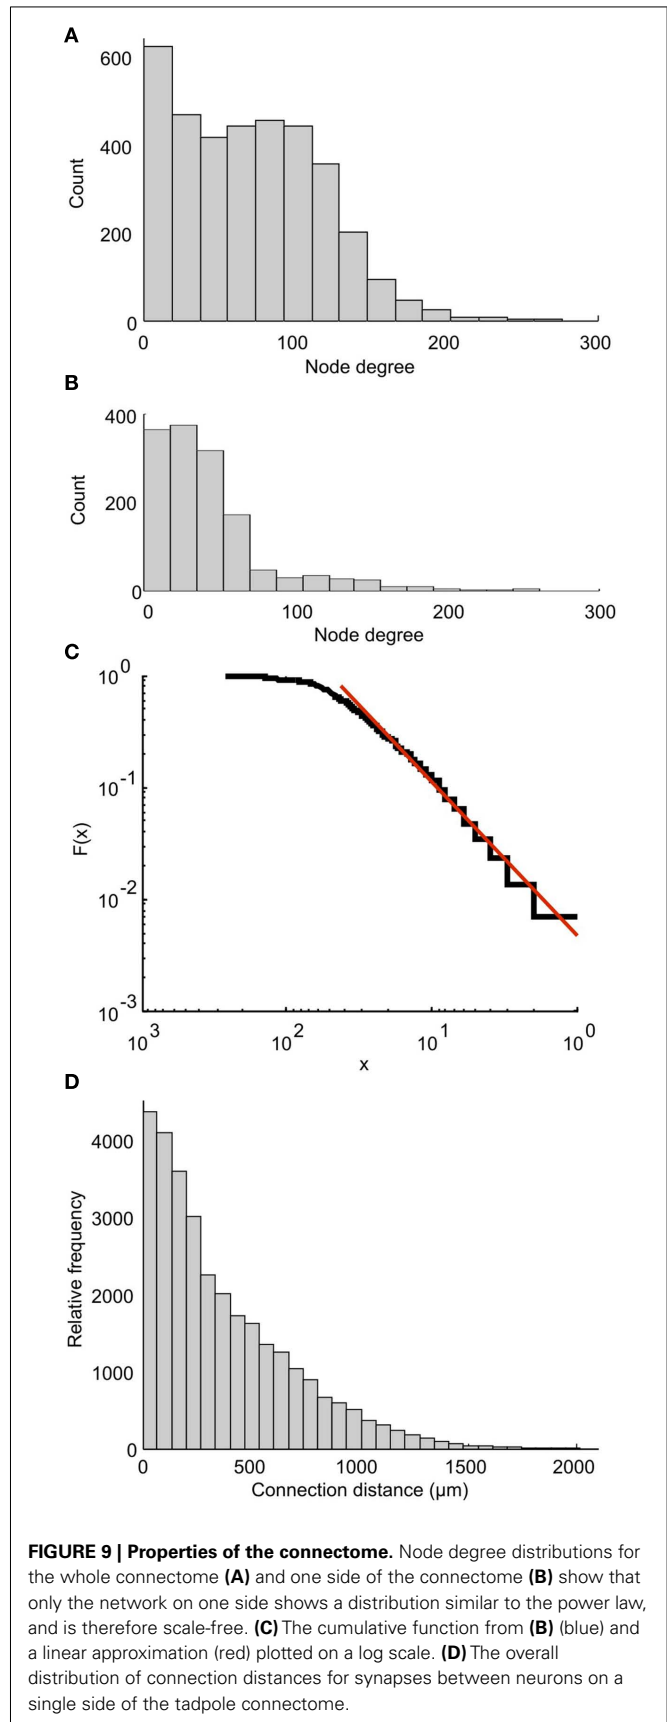 A
600
400
200
0
Count
0 100 200 300
Node degree
B
400
200
0
Count
0 100 200 300
Node degree
C
10^0
10^-1
10^-2
10^-3
F(x)
10^3 10^2 10^1 10^0
x
D
4000
3000
2000
1000
0
Relative frequency
0 500 1000 1500 2000
Connection distance (µm)
FIGURE 9 | Properties of the connectome. Node degree distributions for
the whole connectome (A) and one side of the connectome (B) show that
only the network on one side shows a distribution similar to the power law,
and is therefore scale-free. (C) The cumulative function from (B) (blue) and
a linear approximation (red) plotted on a log scale. (D) The overall
distribution of connection distances for synapses between neurons on a
single side of the tadpole connectome.